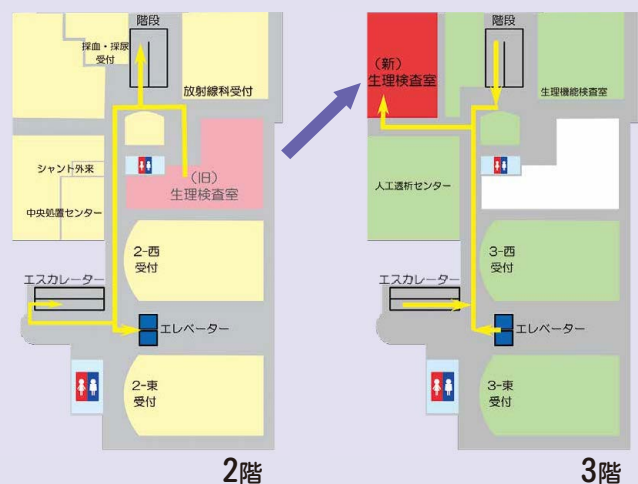 階段
採血・採尿
受付
放射線科受付
シャント外来
(旧)
生理検査室
中央処置センター
2-西
受付
エスカレーター
エレベーター
2-東
受付
2階
階段
(新)
生理検査室
生理機能検査室
人工透析センター
3-西
受付
エスカレーター
エレベーター
3-東
受付
3階